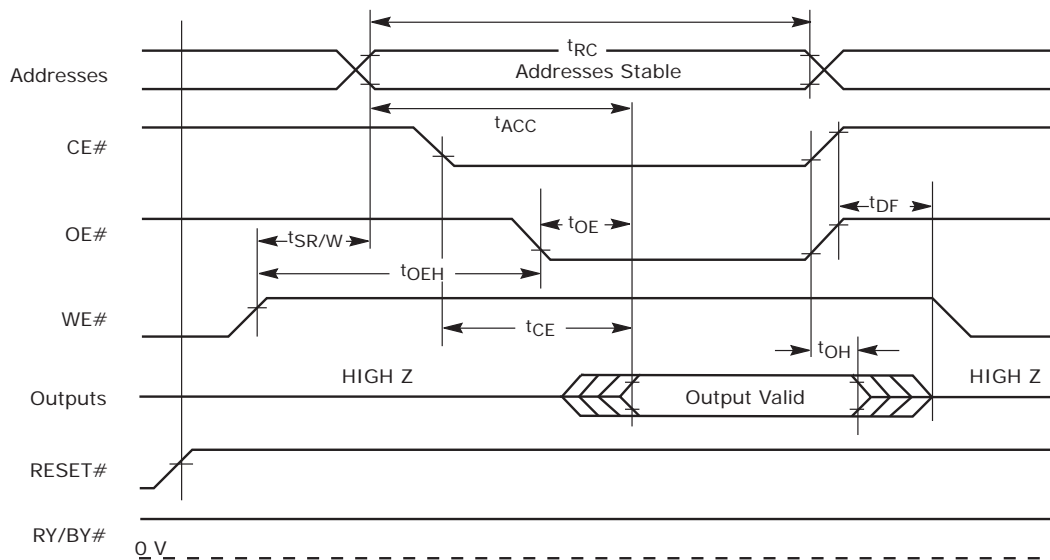 tRC
Addresses
Addresses Stable
tACC
CE#
tDF
OE#
tOE
tSR/W
tOEH
WE#
tCE
tOH
HIGH Z
HIGH Z
Outputs
Output Valid
RESET#
RY/BY#
0 V